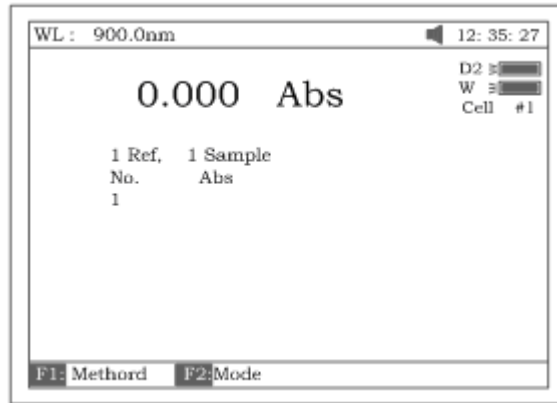 WL : 900.0nm 12: 35: 27
D2
0.000 Abs
W
Cell #1
1 Ref, 1 Sample
No. Abs
1
F1: Methord F2:Mode